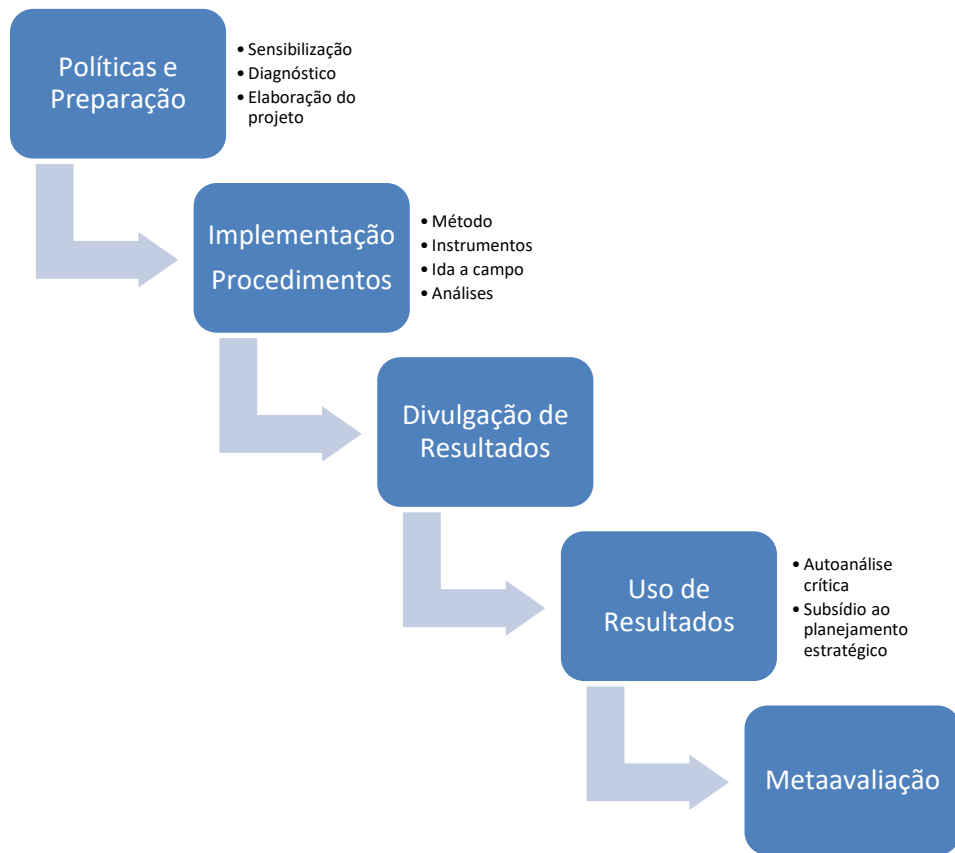 Políticas e
Preparação
• Sensibilização
• Diagnóstico
• Elaboração do
projeto
Implementação
Procedimentos
• Método
• Instrumentos
• Ida a campo
• Análises
Divulgação de
Resultados
Uso de
Resultados
• Autoanálise
crítica
• Subsídio ao
planejamento
estratégico
Metaavaliação